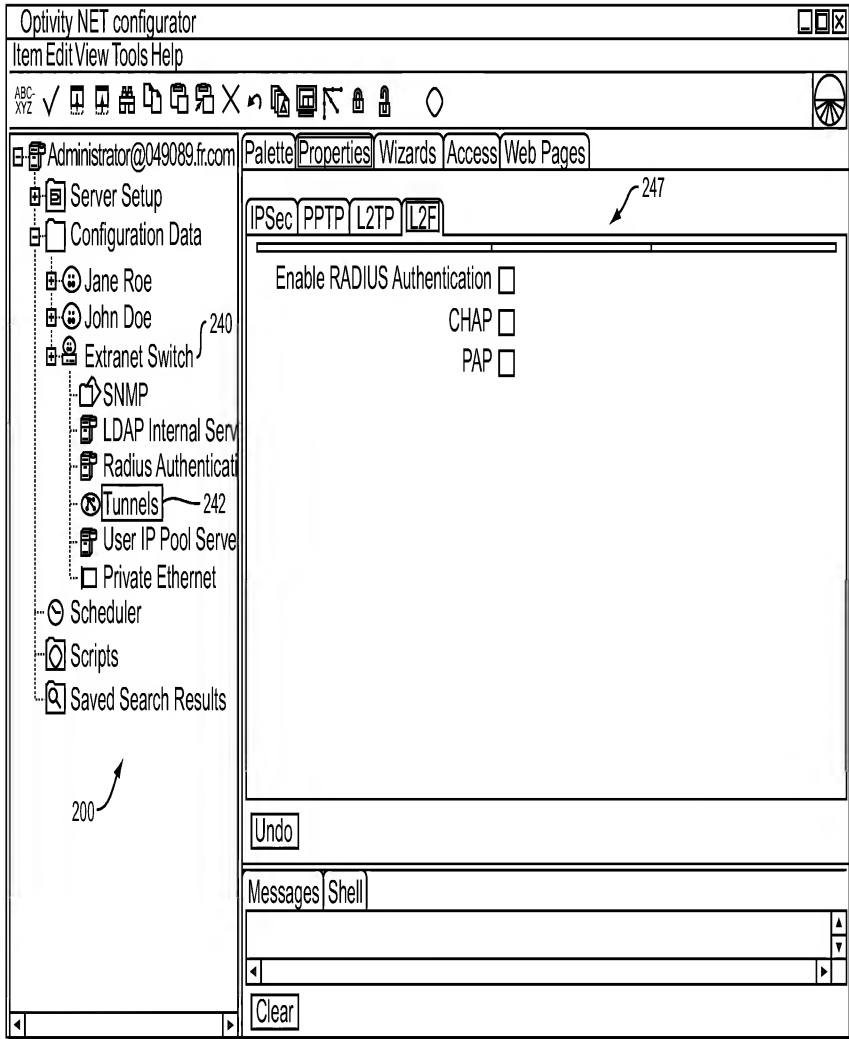 Optivity NET configurator
Item Edit View Tools Help
ABC-
XYZ
Administrator@049089.fr.com
Server Setup
Configuration Data
Jane Roe
John Doe
240
Extranet Switch
SNMP
LDAP Internal Serv
Radius Authenticati
Tunnels
242
User IP Pool Serve
Private Ethernet
Scheduler
Scripts
Saved Search Results
200
Palette Properties Wizards Access Web Pages
247
IPSec PPTP L2TP L2F
Enable RADIUS Authentication
CHAP
PAP
Undo
Messages Shell
Clear